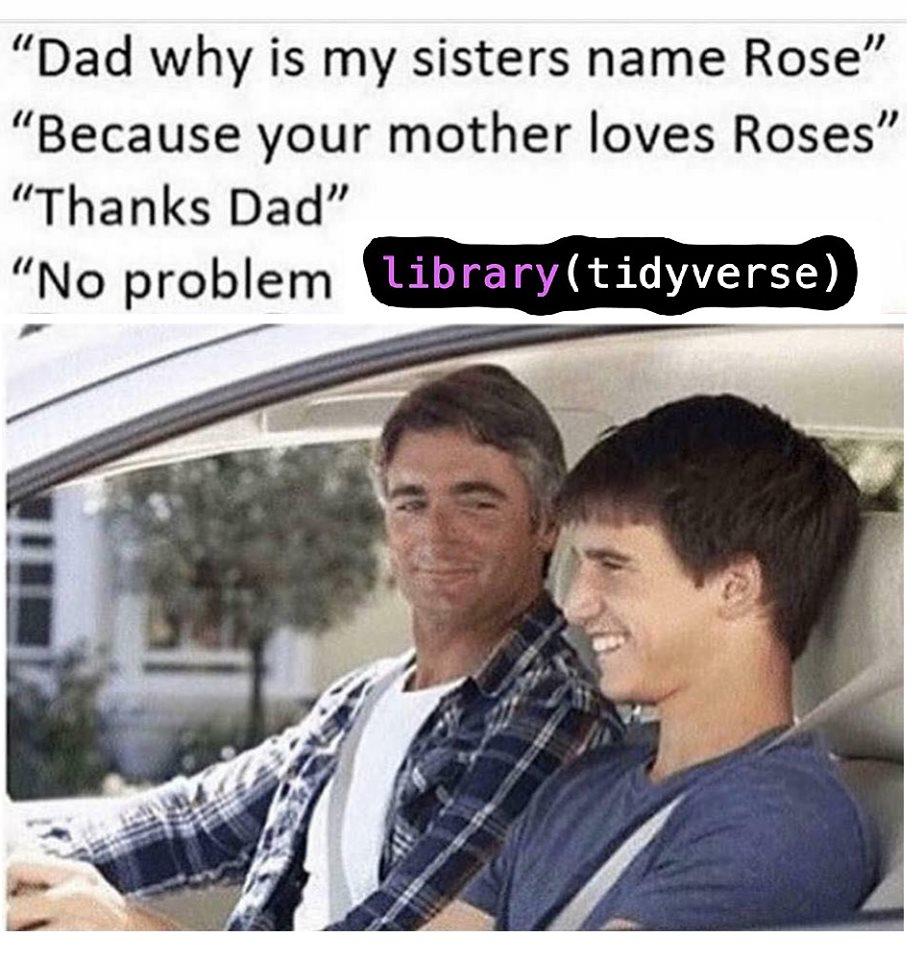 “Dad why is my sisters name Rose”
“Because your mother loves Roses”
“Thanks Dad”
“No problem library(tidyverse)